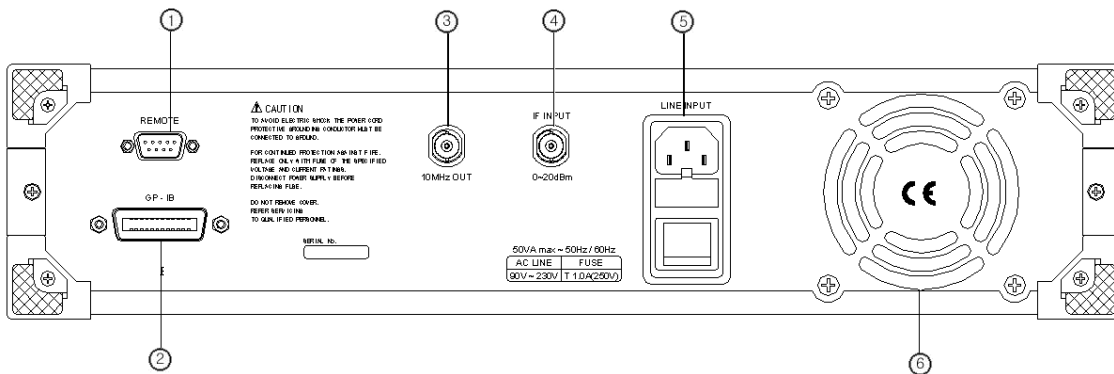 1
3
4
5
REMOTE
GP-IB
⚠ CAUTION
TO AVOID ELECTRIC SHOCK THE POWER CORD
PROTECTIVE GROUNDING CONDUCTOR MUST BE
CONNECTED TO GROUND.
FOR CONTINUED PROTECTION AGAINST FIRE.
REPLACE ONLY WITH FUSE OF THE SPECIFIED
VOLTAGE AND CURRENT RATINGS.
DISCONNECT POWER SUPPLY BEFORE
REPLACING FUSE.
DO NOT REMOVE COVER.
REFER SERVICING
TO QUALIFIED PERSONNEL.
SERIAL NO.
10MHz OUT
IF INPUT
0~20dBm
LINE INPUT
50VA max ~ 50Hz / 60Hz
AC LINE FUSE
90V ~ 230V T 1.0A(250V)
CE
2
6